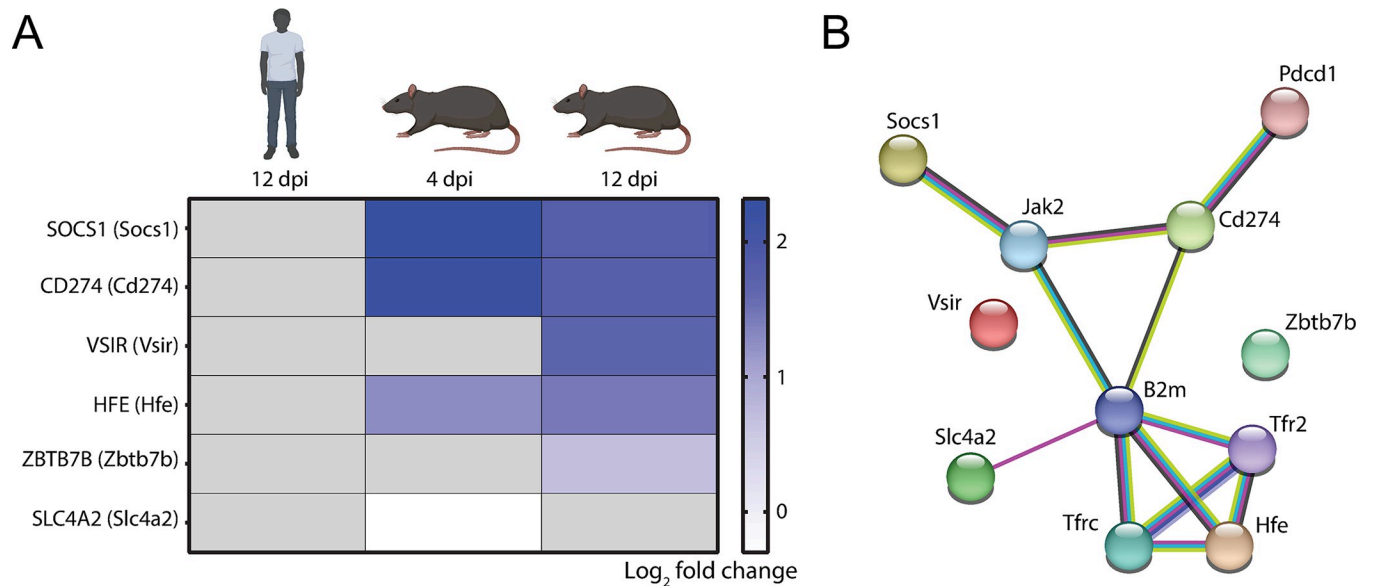 A
12 dpi
4 dpi
12 dpi
SOCS1 (Socs1)
CD274 (Cd274)
VSIR (Vsir)
HFE (Hfe)
ZBTB7B (Zbtb7b)
SLC4A2 (Slc4a2)
2
1
0
Log2 fold change
B
Pdcd1
Socs1
Jak2
Cd274
Vsir
Zbtb7b
B2m
Tfr2
Slc4a2
Tfrc
Hfe